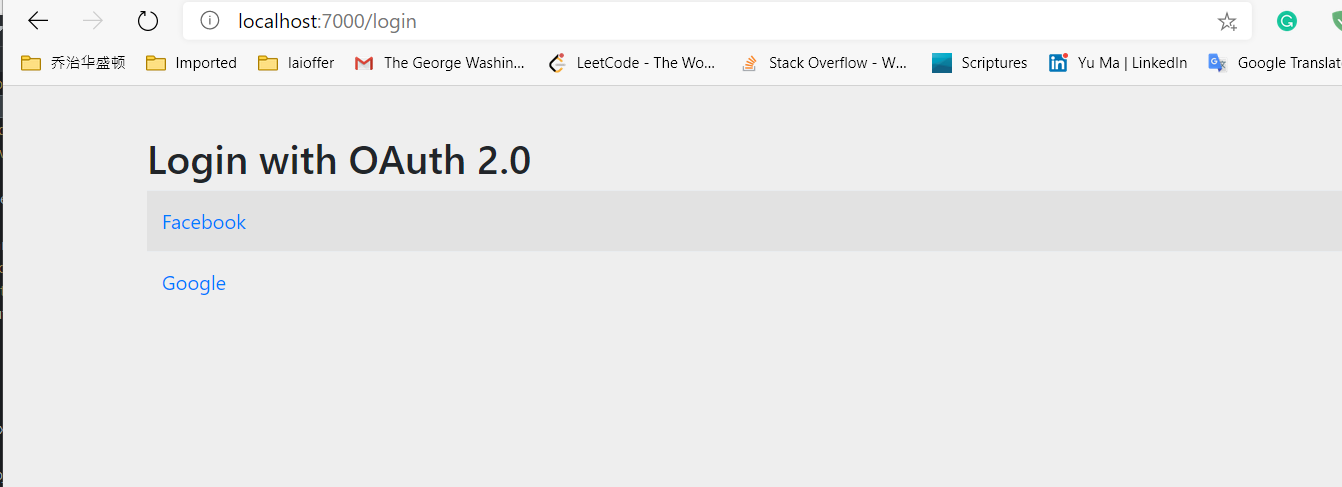 localhost:7000/login
乔治华盛顿 Imported laioffer The George Washin... LeetCode - The Wo... Stack Overflow - W... Scriptures Yu Ma | LinkedIn Google Translat
Login with OAuth 2.0
Facebook
Google